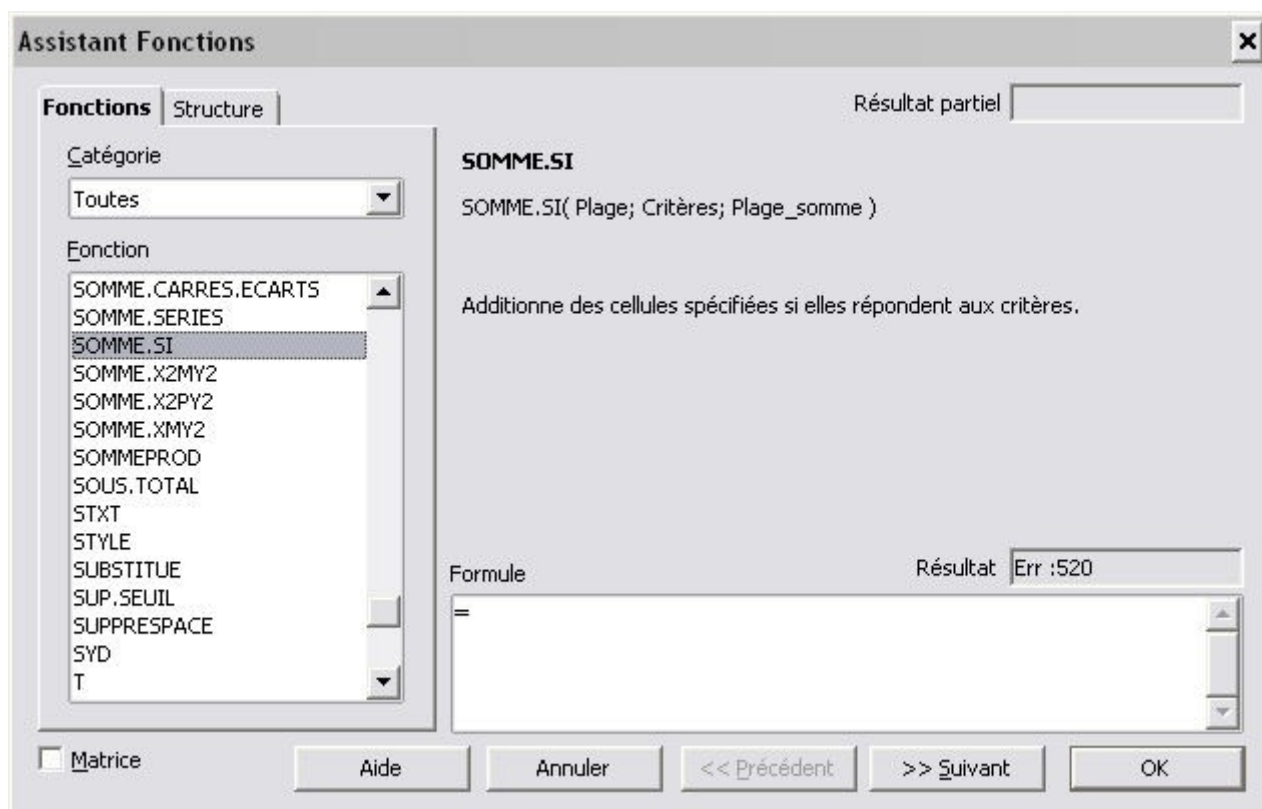 Assistant Fonctions
Fonctions
Structure
Résultat partiel
Catégorie
Toutes
Fonction
SOMME.CARRES.ECARTS
SOMME.SERIES
SOMME.SI
SOMME.X2MY2
SOMME.X2PY2
SOMME.XMY2
SOMMEPROD
SOUS.TOTAL
STXT
STYLE
SUBSTITUE
SUP.SEUIL
SUPPRESPACE
SYD
T
SOMME.SI
SOMME.SI( Plage; Critères; Plage_somme )
Additionne des cellules spécifiées si elles répondent aux critères.
Formule
Résultat
Err :520
=
Matrice
Aide
Annuler
<< Précédent
>> Suivant
OK